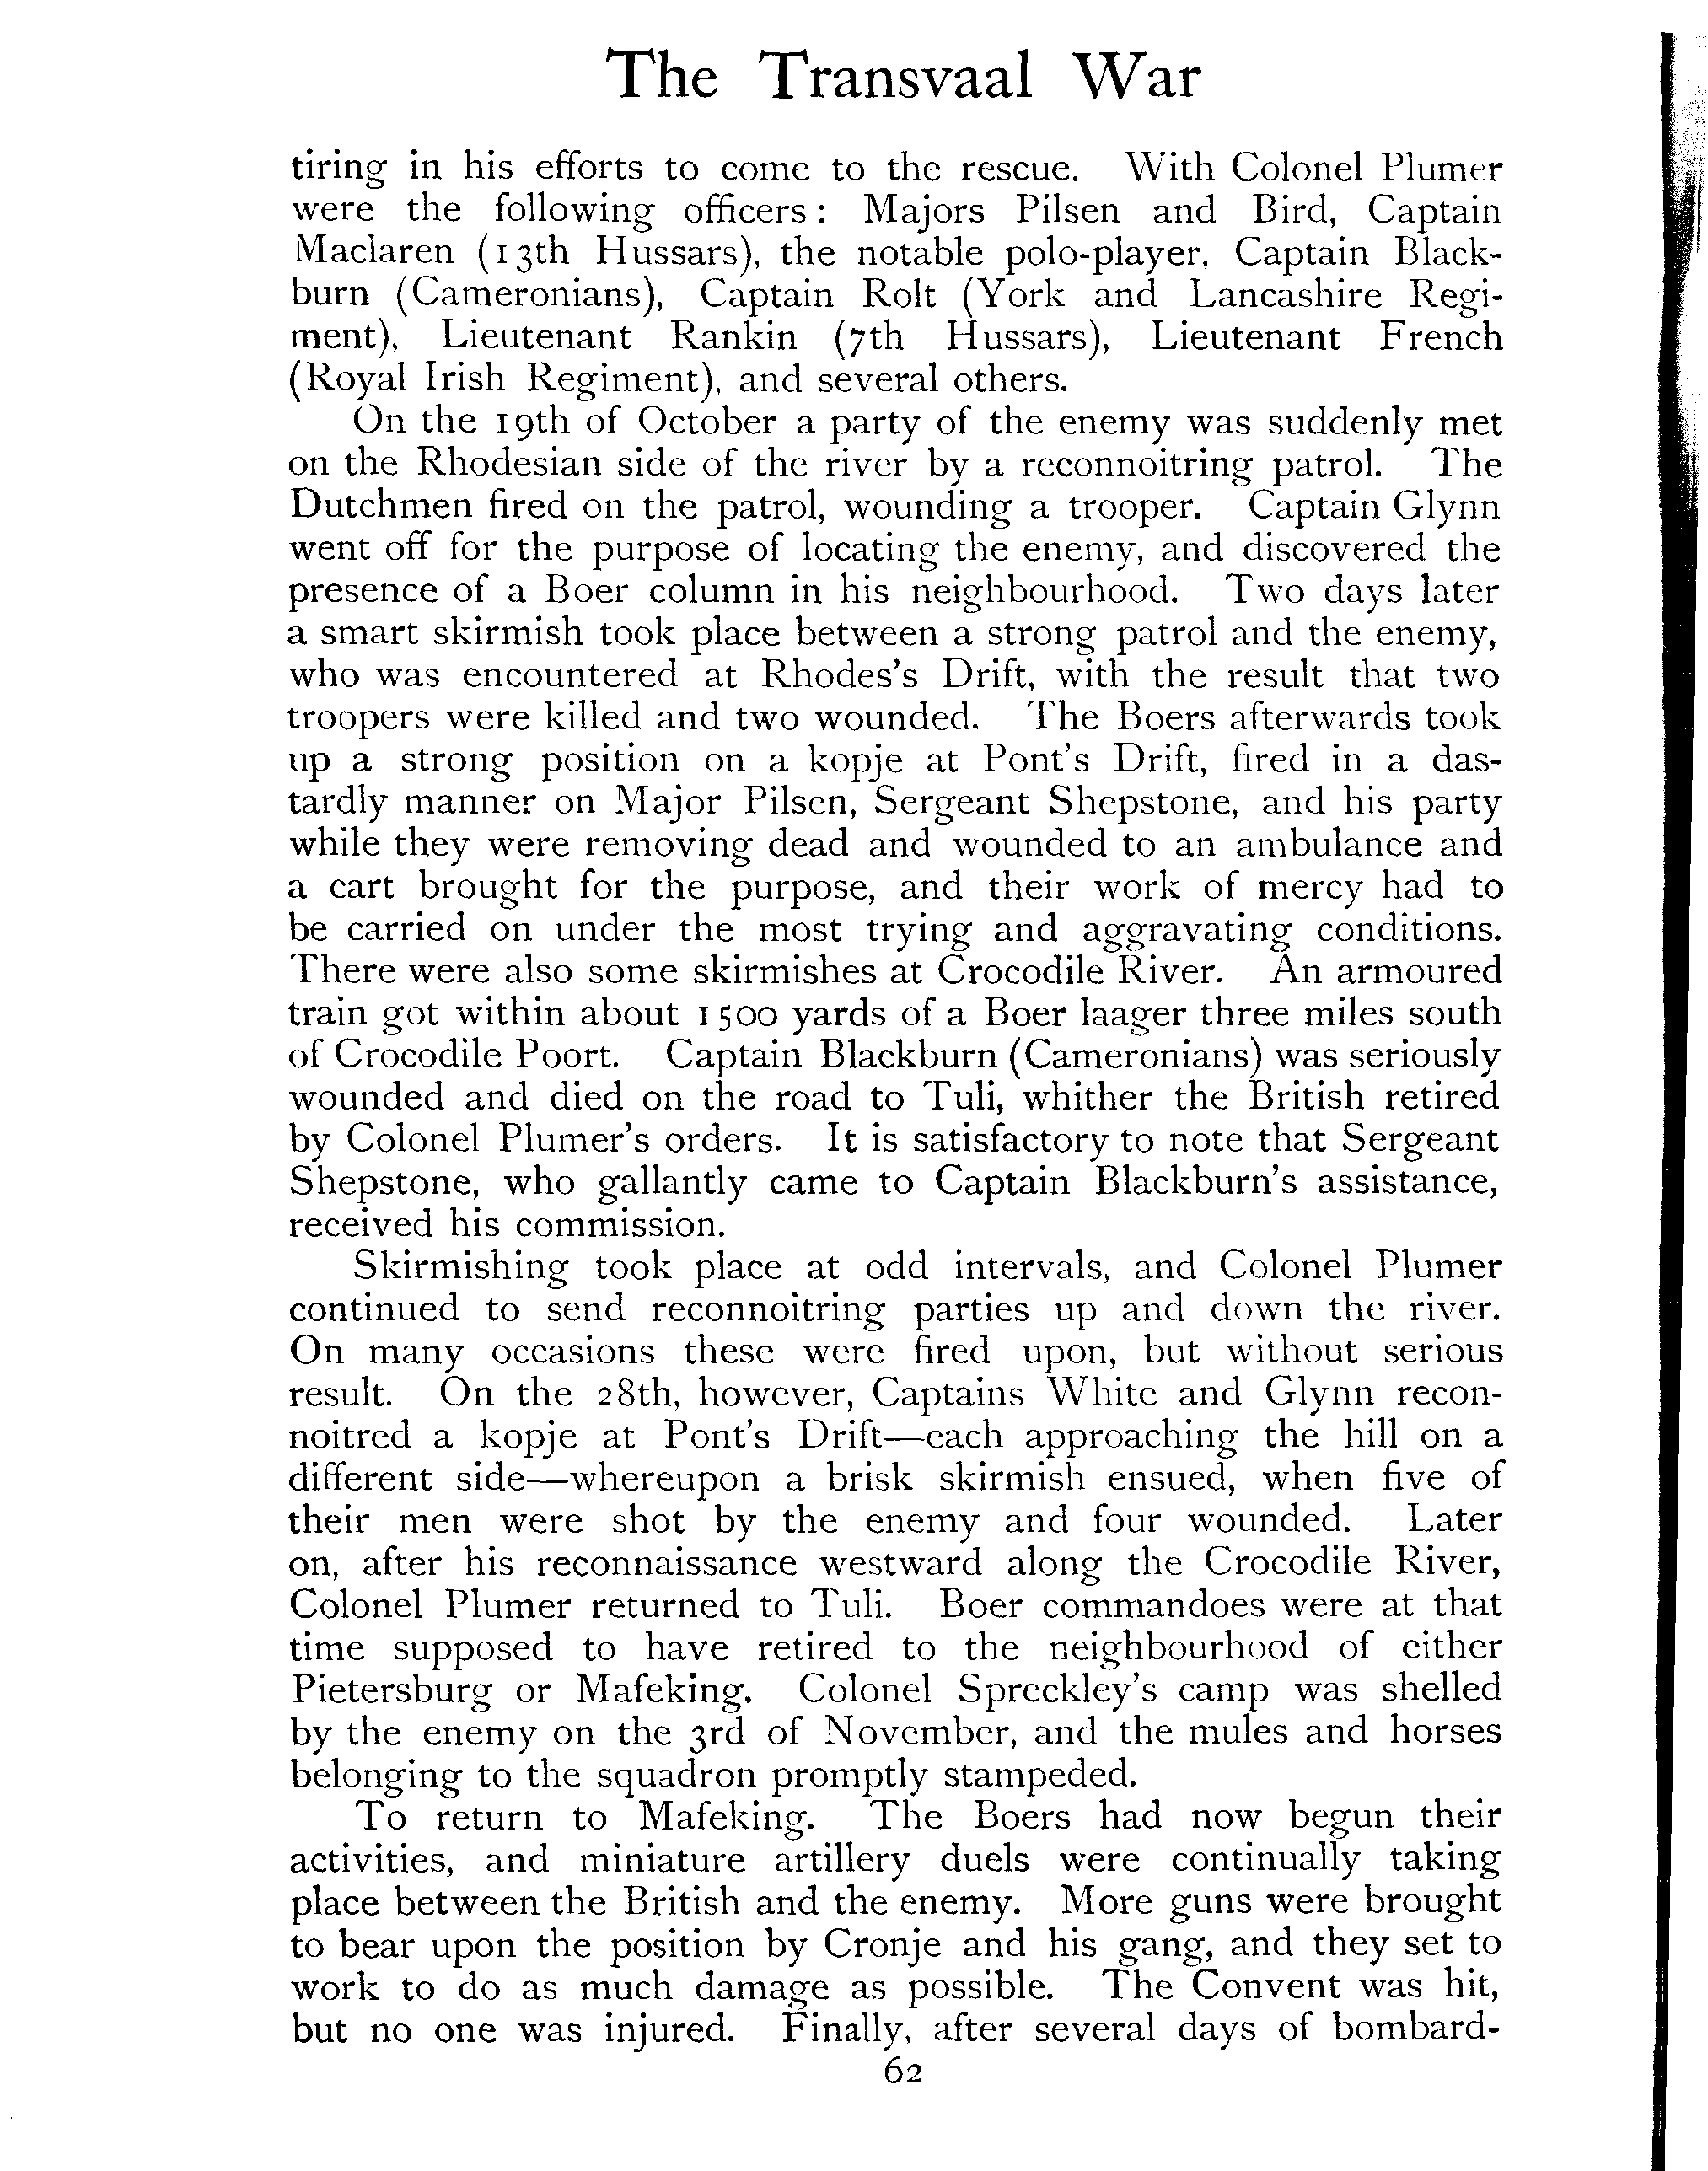 The Transvaal War
tiring in his efforts to come to the rescue. With Colonel Plumer
were the following officers: Majors Pilsen and Bird, Captain
Maclaren (13th Hussars), the notable polo-player, Captain Black-
burn (Cameronians), Captain Rolt (York and Lancashire Regi-
ment), Lieutenant Rankin (7th Hussars), Lieutenant French
(Royal Irish Regiment), and several others.
On the 19th of October a party of the enemy was suddenly met
on the Rhodesian side of the river by a reconnoitring patrol. The
Dutchmen fired on the patrol, wounding a trooper. Captain Glynn
went off for the purpose of locating the enemy, and discovered the
presence of a Boer column in his neighbourhood. Two days later
a smart skirmish took place between a strong patrol and the enemy,
who was encountered at Rhodes's Drift, with the result that two
troopers were killed and two wounded. The Boers afterwards took
up a strong position on a kopje at Pont's Drift, fired in a das-
tardly manner on Major Pilsen, Sergeant Shepstone, and his party
while they were removing dead and wounded to an ambulance and
a cart brought for the purpose, and their work of mercy had to
be carried on under the most trying and aggravating conditions.
There were also some skirmishes at Crocodile River. An armoured
train got within about 1500 yards of a Boer laager three miles south
of Crocodile Poort. Captain Blackburn (Cameronians) was seriously
wounded and died on the road to Tuli, whither the British retired
by Colonel Plumer's orders. It is satisfactory to note that Sergeant
Shepstone, who gallantly came to Captain Blackburn's assistance,
received his commission.
Skirmishing took place at odd intervals, and Colonel Plumer
continued to send reconnoitring parties up and down the river.
On many occasions these were fired upon, but without serious
result. On the 28th, however, Captains White and Glynn recon-
noitred a kopje at Pont's Drift—each approaching the hill on a
different side—whereupon a brisk skirmish ensued, when five of
their men were shot by the enemy and four wounded. Later
on, after his reconnaissance westward along the Crocodile River,
Colonel Plumer returned to Tuli. Boer commandoes were at that
time supposed to have retired to the neighbourhood of either
Pietersburg or Mafeking. Colonel Spreckley's camp was shelled
by the enemy on the 3rd of November, and the mules and horses
belonging to the squadron promptly stampeded.
To return to Mafeking. The Boers had now begun their
activities, and miniature artillery duels were continually taking
place between the British and the enemy. More guns were brought
to bear upon the position by Cronje and his gang, and they set to
work to do as much damage as possible. The Convent was hit,
but no one was injured. Finally, after several days of bombard-
62